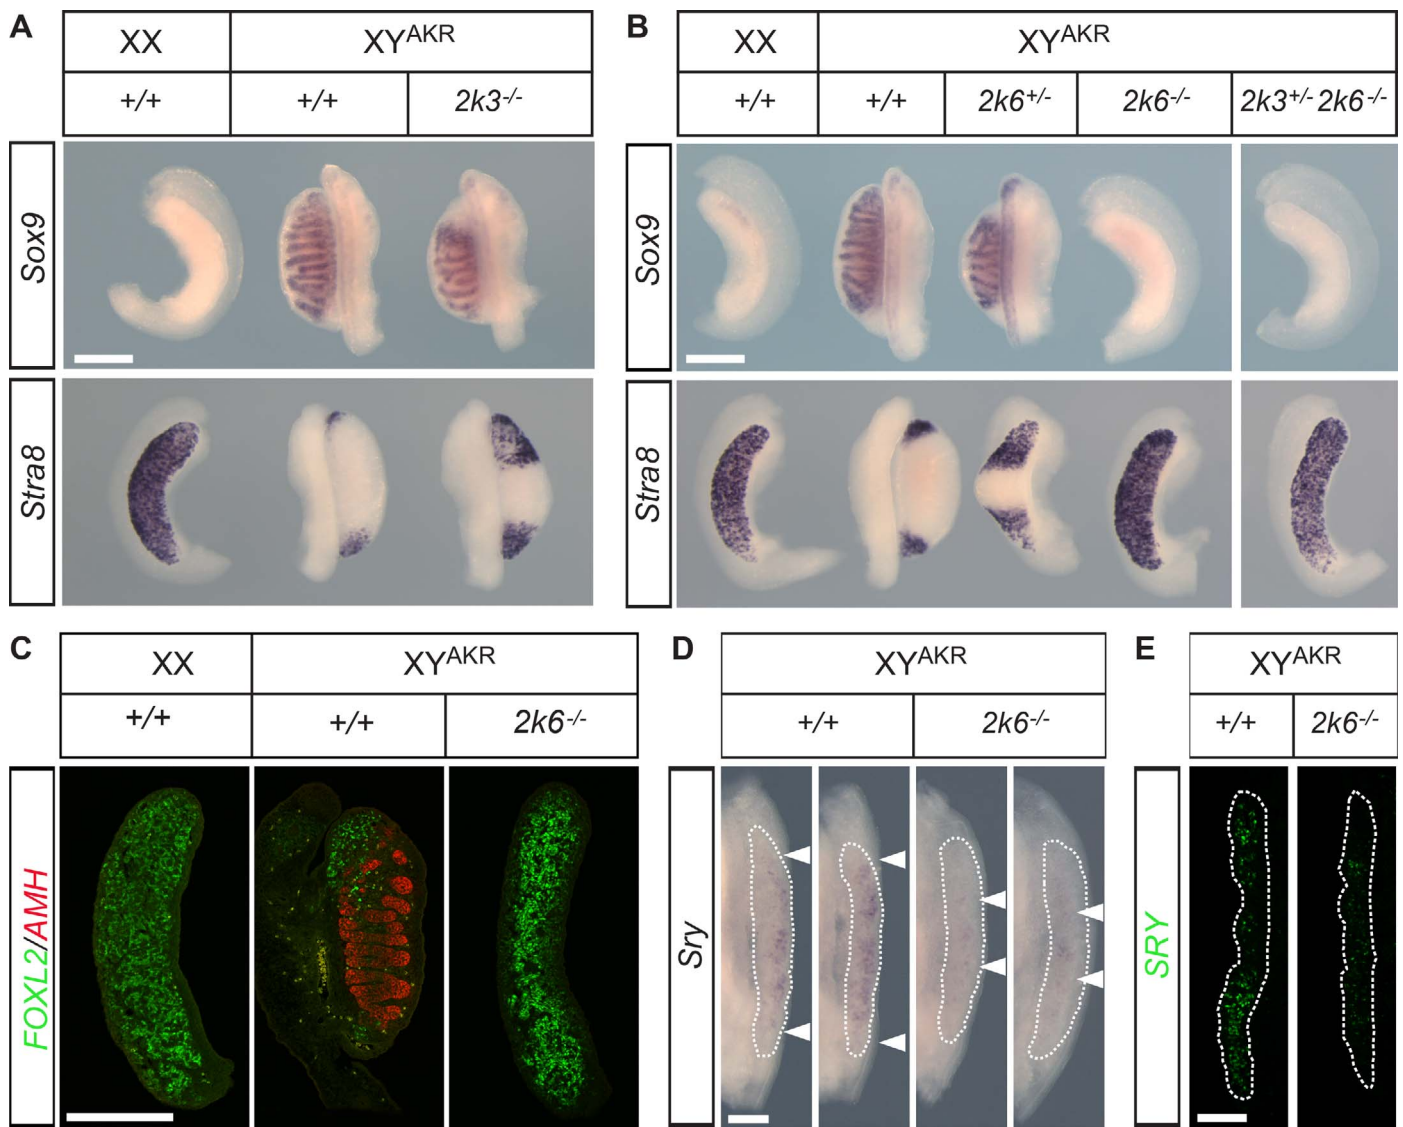 A
XX XY^AKR
+/+ +/+ 2k3-/-
Sox9
Stra8
B
XX XY^AKR
+/+ +/+ 2k6+/- 2k6-/- 2k3+/- 2k6-/-
Sox9
Stra8
C
XX XY^AKR
+/+ +/+ 2k6-/-
FOXL2/AMH
D
XY^AKR
+/+ 2k6-/-
Sry
E
XY^AKR
+/+ 2k6-/-
SRY